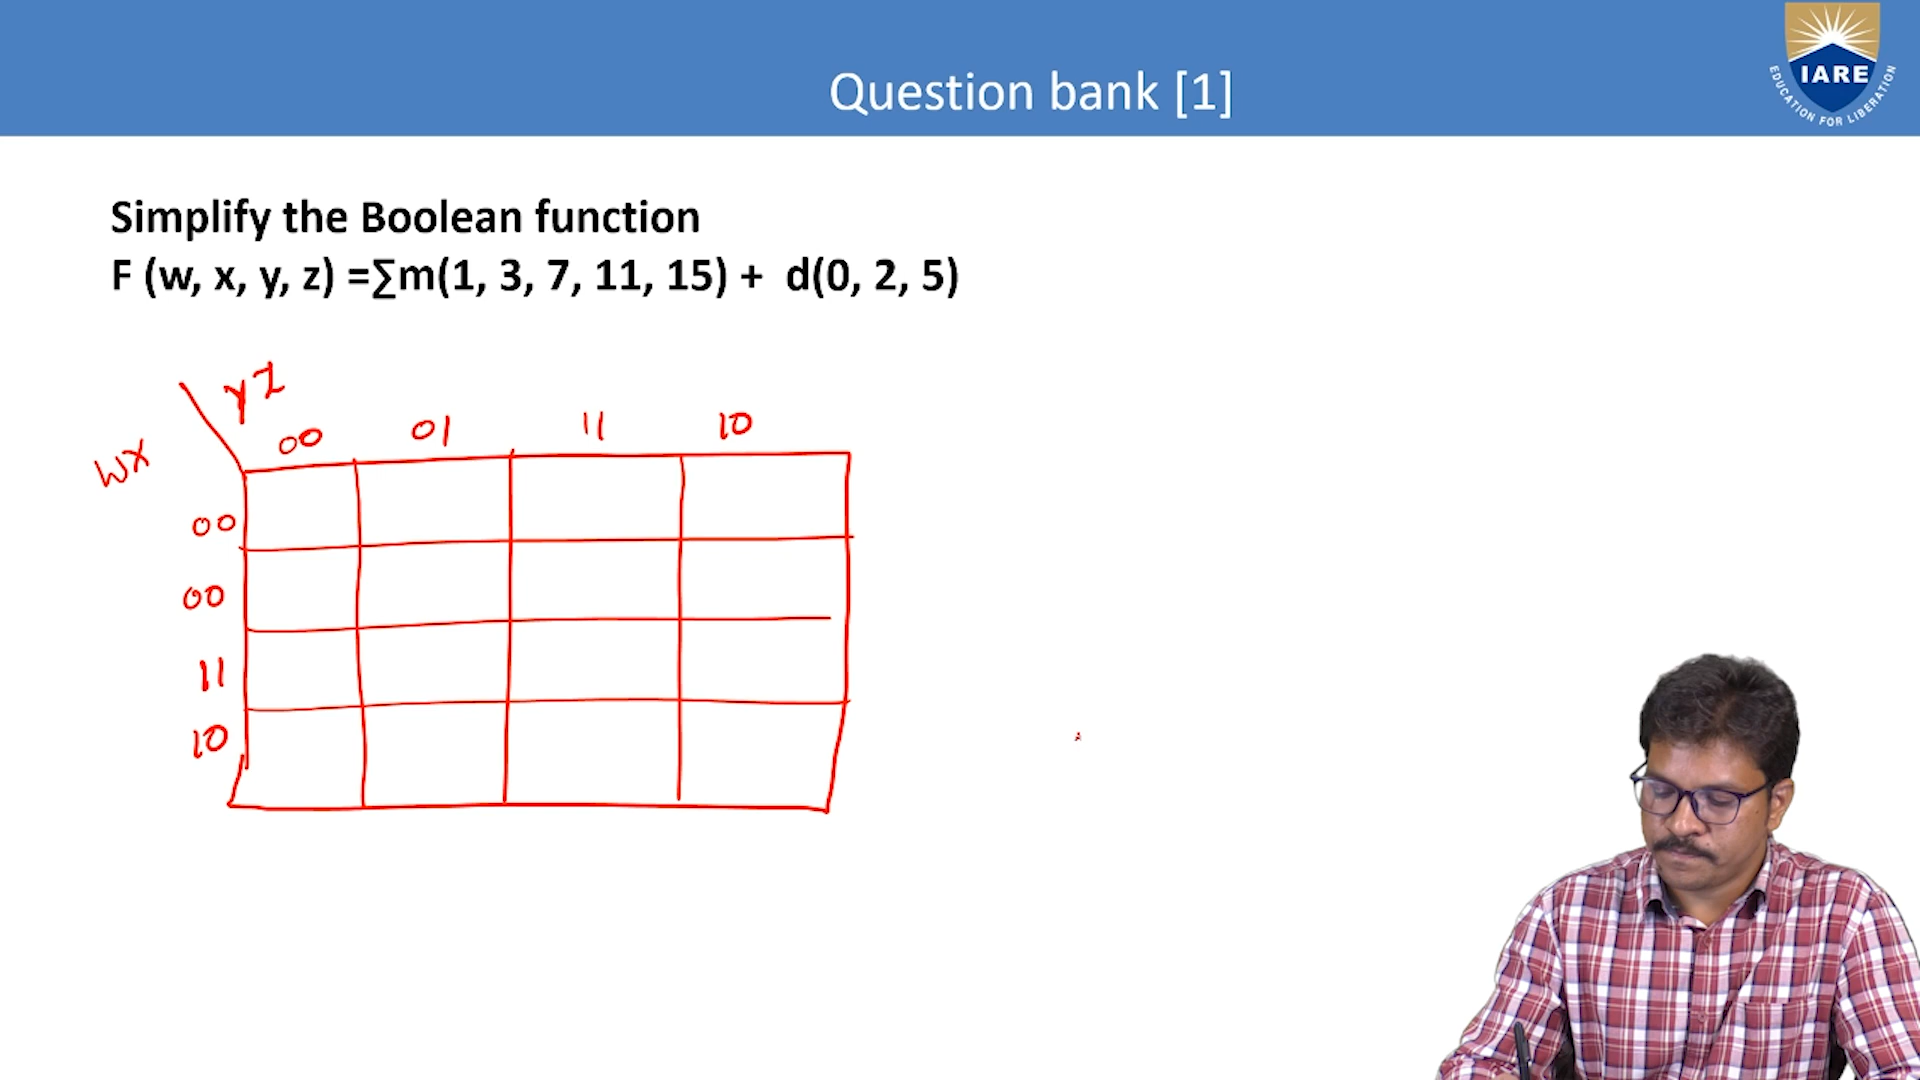 Question bank [1]
IARE
EDUCATION FOR LIBERATION
Simplify the Boolean function
F (w, x, y, z) =∑m(1, 3, 7, 11, 15) + d(0, 2, 5)
YZ
WX
00 01 11 10
00
00
11
10